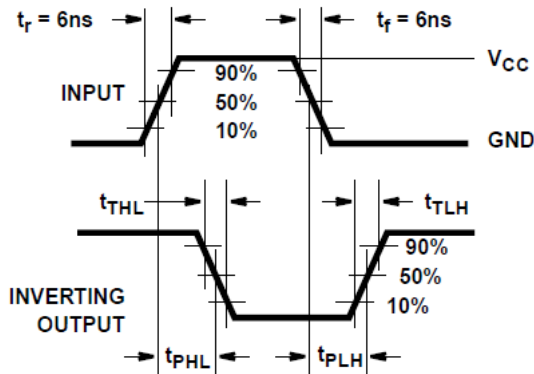 tr = 6ns
tf = 6ns
VCC
90%
INPUT
50%
10%
GND
tTHL
tTLH
90%
50%
INVERTING
10%
OUTPUT
tPHL
tPLH